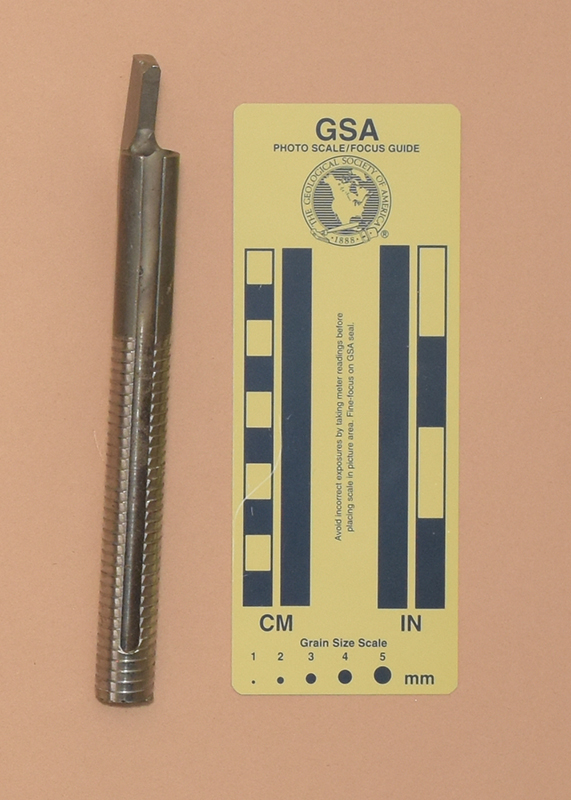 GSA
PHOTO SCALE/FOCUS GUIDE
THE GEOLOGICAL SOCIETY OF AMERICA
1888
®
Avoid incorrect exposures by taking meter readings before
placing scale in picture area. Fine-focus on GSA seal.
CM
IN
Grain Size Scale
1 2 3 4 5
mm